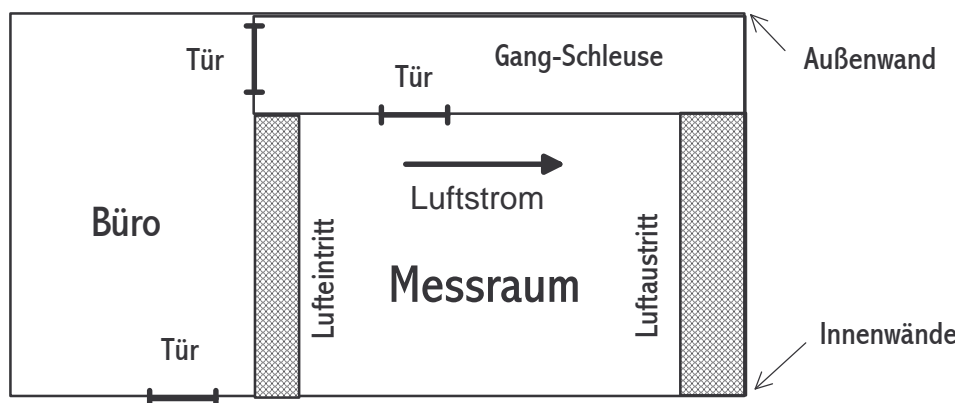 Tür
Gang-Schleuse
Außenwand
Tür
Luftstrom
Büro
Lufteintritt
Messraum
Luftaustritt
Innenwände
Tür